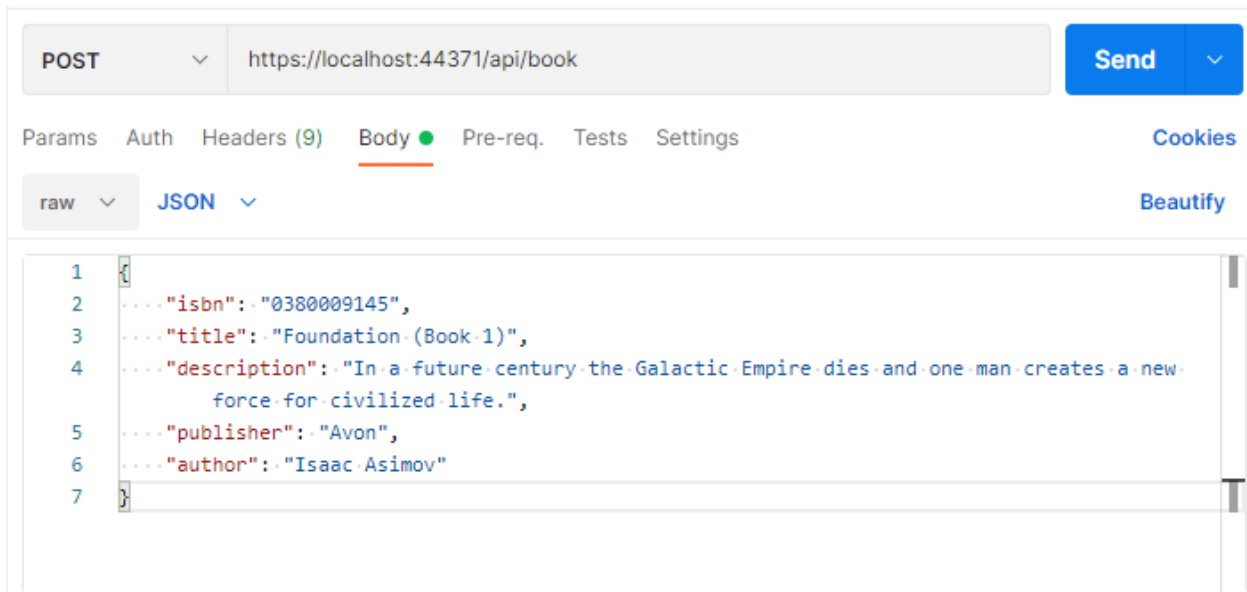 POST https://localhost:44371/api/book Send
Params Auth Headers (9) Body Pre-req. Tests Settings Cookies
raw JSON Beautify
1 {
2 "isbn": "0380009145",
3 "title": "Foundation (Book 1)",
4 "description": "In a future century the Galactic Empire dies and one man creates a new
force for civilized life.",
5 "publisher": "Avon",
6 "author": "Isaac Asimov"
7 }